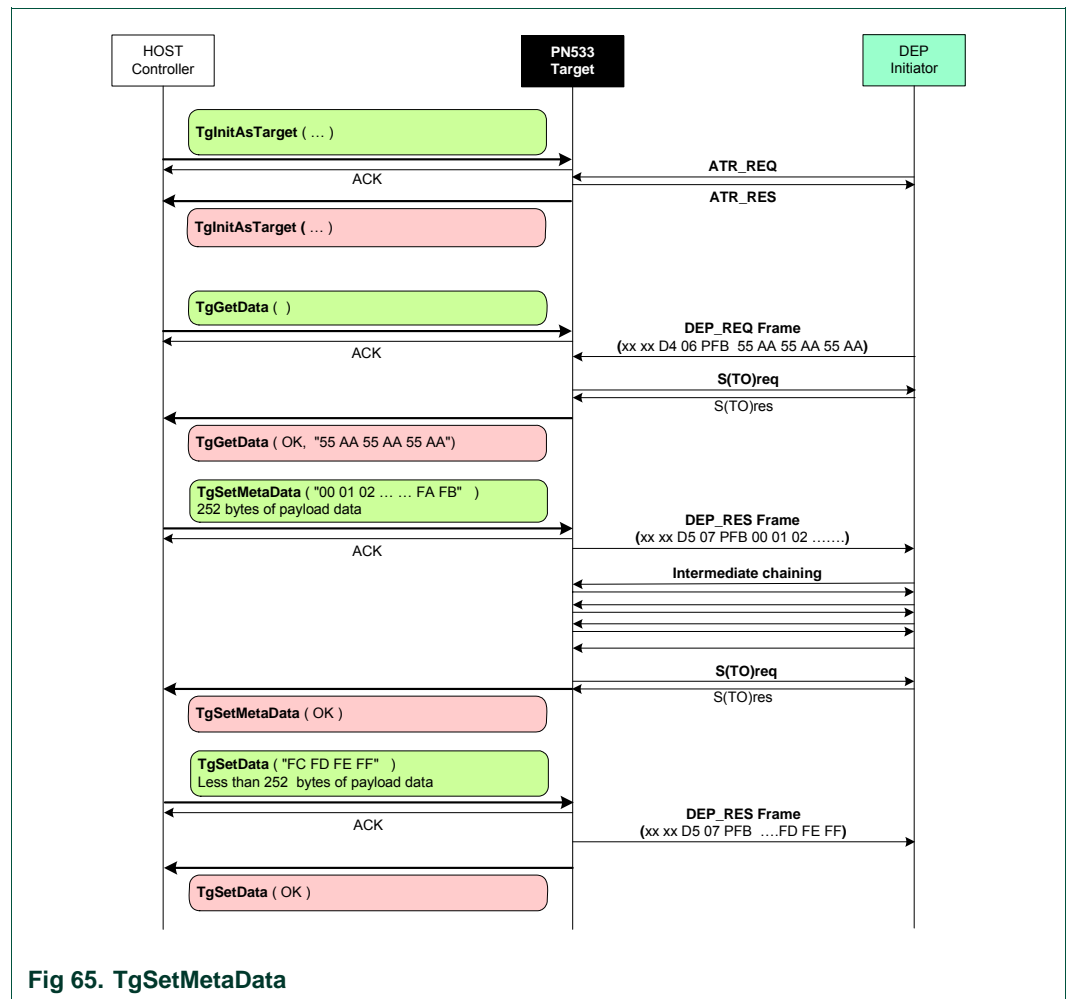 HOST
Controller
PN533
Target
DEP
Initiator
TgInitAsTarget ( … )
ACK
ATR_REQ
ATR_RES
TgInitAsTarget ( … )
TgGetData ( )
ACK
DEP_REQ Frame
(xx xx D4 06 PFB 55 AA 55 AA 55 AA)
S(TO)req
S(TO)res
TgGetData ( OK, "55 AA 55 AA 55 AA")
TgSetMetaData ( "00 01 02 … … FA FB" )
252 bytes of payload data
ACK
DEP_RES Frame
(xx xx D5 07 PFB 00 01 02 …….)
Intermediate chaining
S(TO)req
S(TO)res
TgSetMetaData ( OK )
TgSetData ( "FC FD FE FF" )
Less than 252 bytes of payload data
ACK
DEP_RES Frame
(xx xx D5 07 PFB ….FD FE FF)
TgSetData ( OK )
Fig 65. TgSetMetaData